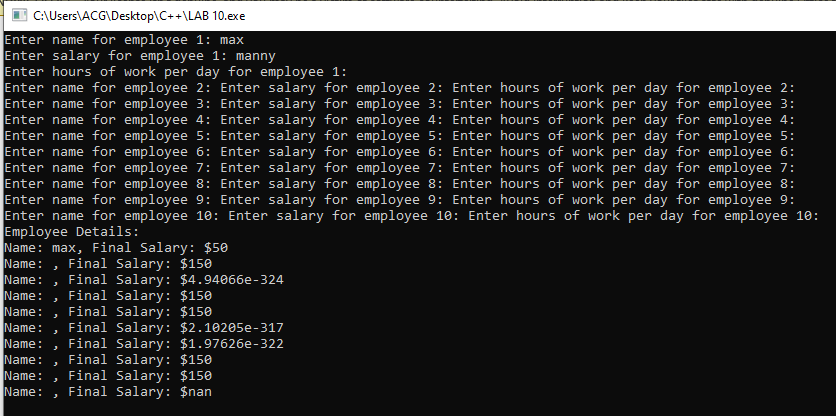 C:\Users\ACG\Desktop\C++\LAB 10.exe
Enter name for employee 1: max
Enter salary for employee 1: manny
Enter hours of work per day for employee 1:
Enter name for employee 2: Enter salary for employee 2: Enter hours of work per day for employee 2:
Enter name for employee 3: Enter salary for employee 3: Enter hours of work per day for employee 3:
Enter name for employee 4: Enter salary for employee 4: Enter hours of work per day for employee 4:
Enter name for employee 5: Enter salary for employee 5: Enter hours of work per day for employee 5:
Enter name for employee 6: Enter salary for employee 6: Enter hours of work per day for employee 6:
Enter name for employee 7: Enter salary for employee 7: Enter hours of work per day for employee 7:
Enter name for employee 8: Enter salary for employee 8: Enter hours of work per day for employee 8:
Enter name for employee 9: Enter salary for employee 9: Enter hours of work per day for employee 9:
Enter name for employee 10: Enter salary for employee 10: Enter hours of work per day for employee 10:
Employee Details:
Name: max, Final Salary: $50
Name: , Final Salary: $150
Name: , Final Salary: $4.94066e-324
Name: , Final Salary: $150
Name: , Final Salary: $150
Name: , Final Salary: $2.10205e-317
Name: , Final Salary: $1.97626e-322
Name: , Final Salary: $150
Name: , Final Salary: $150
Name: , Final Salary: $nan